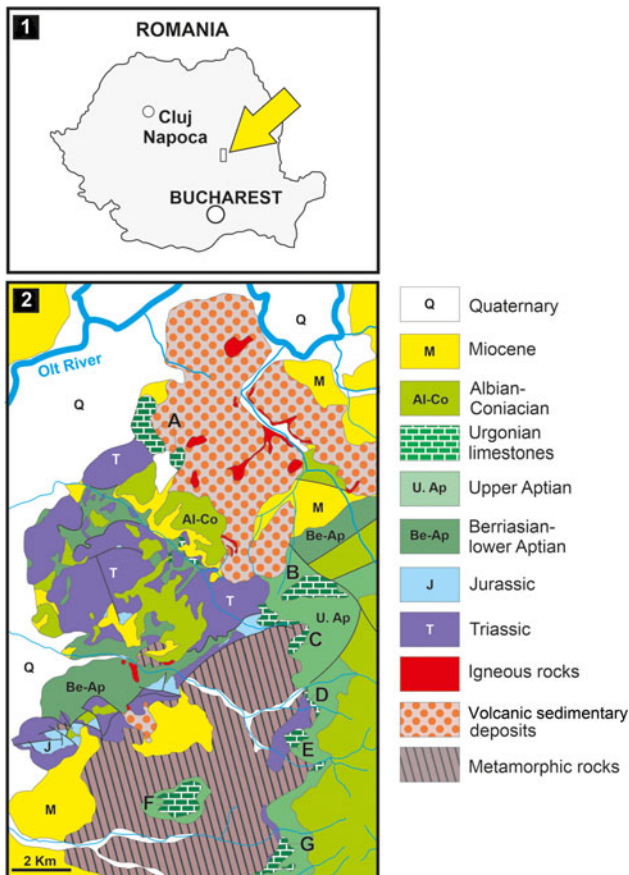 1
ROMANIA
Cluj
Napoca
BUCHAREST
2
Q
Olt River
Q
Q
M
A
T
Al-Co
M
Be-Ap
T
B
T
U. Ap
C
Q
Be-Ap
D
J
E
M
F
G
2 Km
Q Quaternary
M Miocene
Al-Co Albian-
Coniacian
Urgonian
limestones
U. Ap Upper Aptian
Be-Ap Berriasian-
lower Aptian
J Jurassic
T Triassic
Igneous rocks
Volcanic sedimentary
deposits
Metamorphic rocks